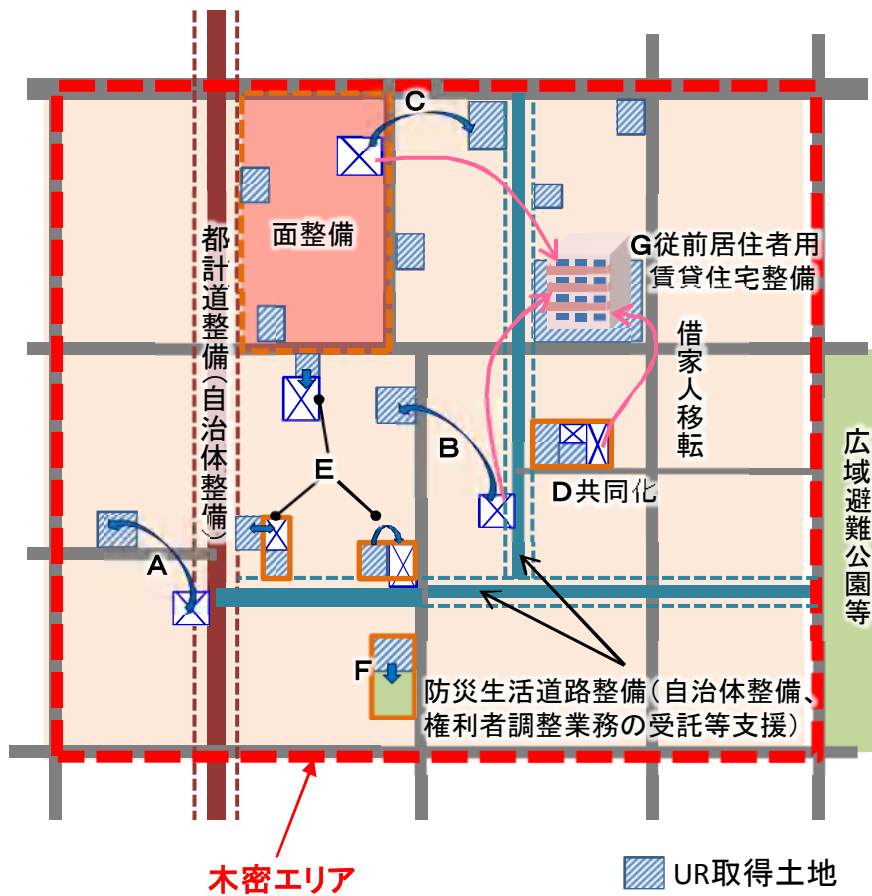 C
面整備
都計道整備(自治体整備)
G従前居住者用
賃貸住宅整備
借家人移転
広域避難公園等
B
E
D共同化
A
F
防災生活道路整備(自治体整備、
権利者調整業務の受託等支援)
木密エリア
UR取得土地